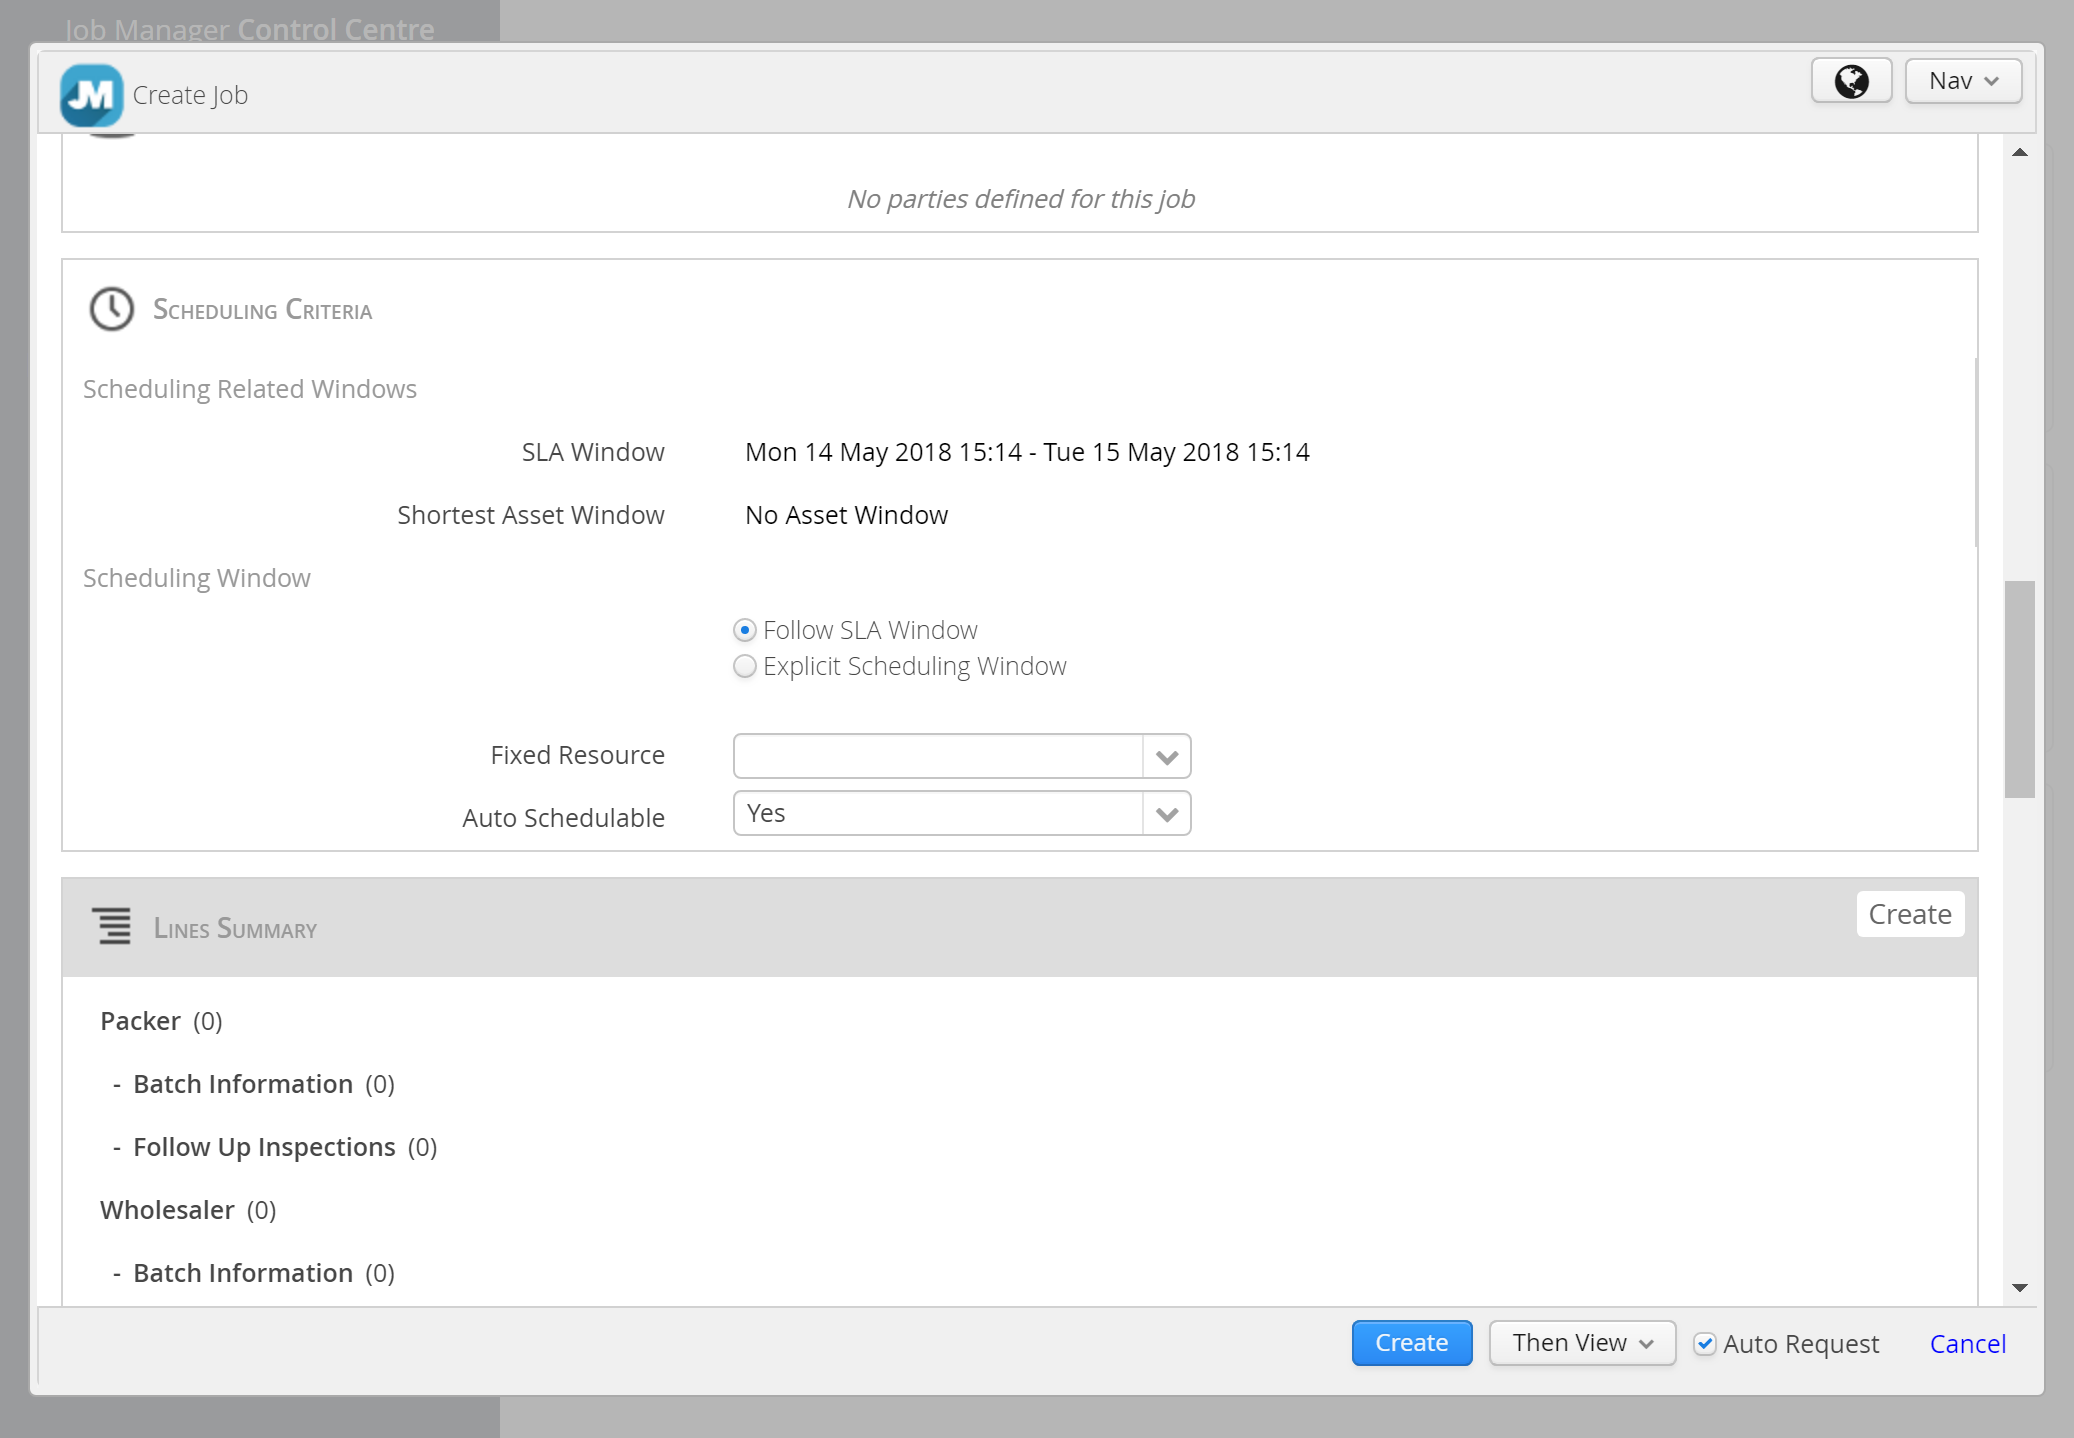 Job Manager Control Centre
JM Create Job
Nav
No parties defined for this job
Scheduling Criteria
Scheduling Related Windows
SLA Window Mon 14 May 2018 15:14 - Tue 15 May 2018 15:14
Shortest Asset Window No Asset Window
Scheduling Window
Follow SLA Window
Explicit Scheduling Window
Fixed Resource
Auto Schedulable Yes
Lines Summary Create
Packer (0)
- Batch Information (0)
- Follow Up Inspections (0)
Wholesaler (0)
- Batch Information (0)
Create Then View Auto Request Cancel